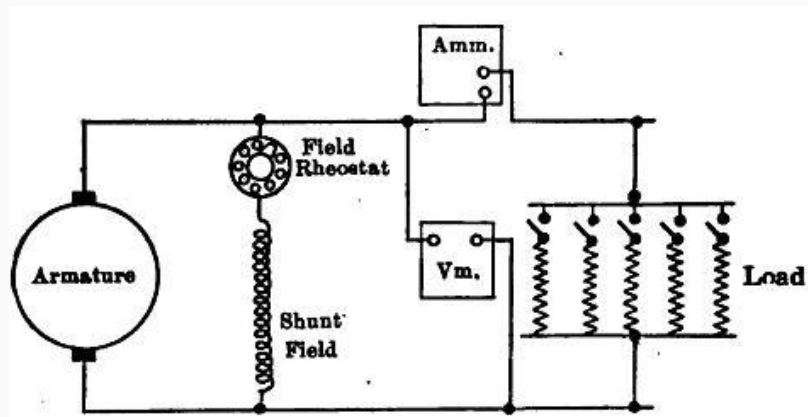 Amm.
Field
Rheostat
Armature
Vm.
Load
Shunt
Field